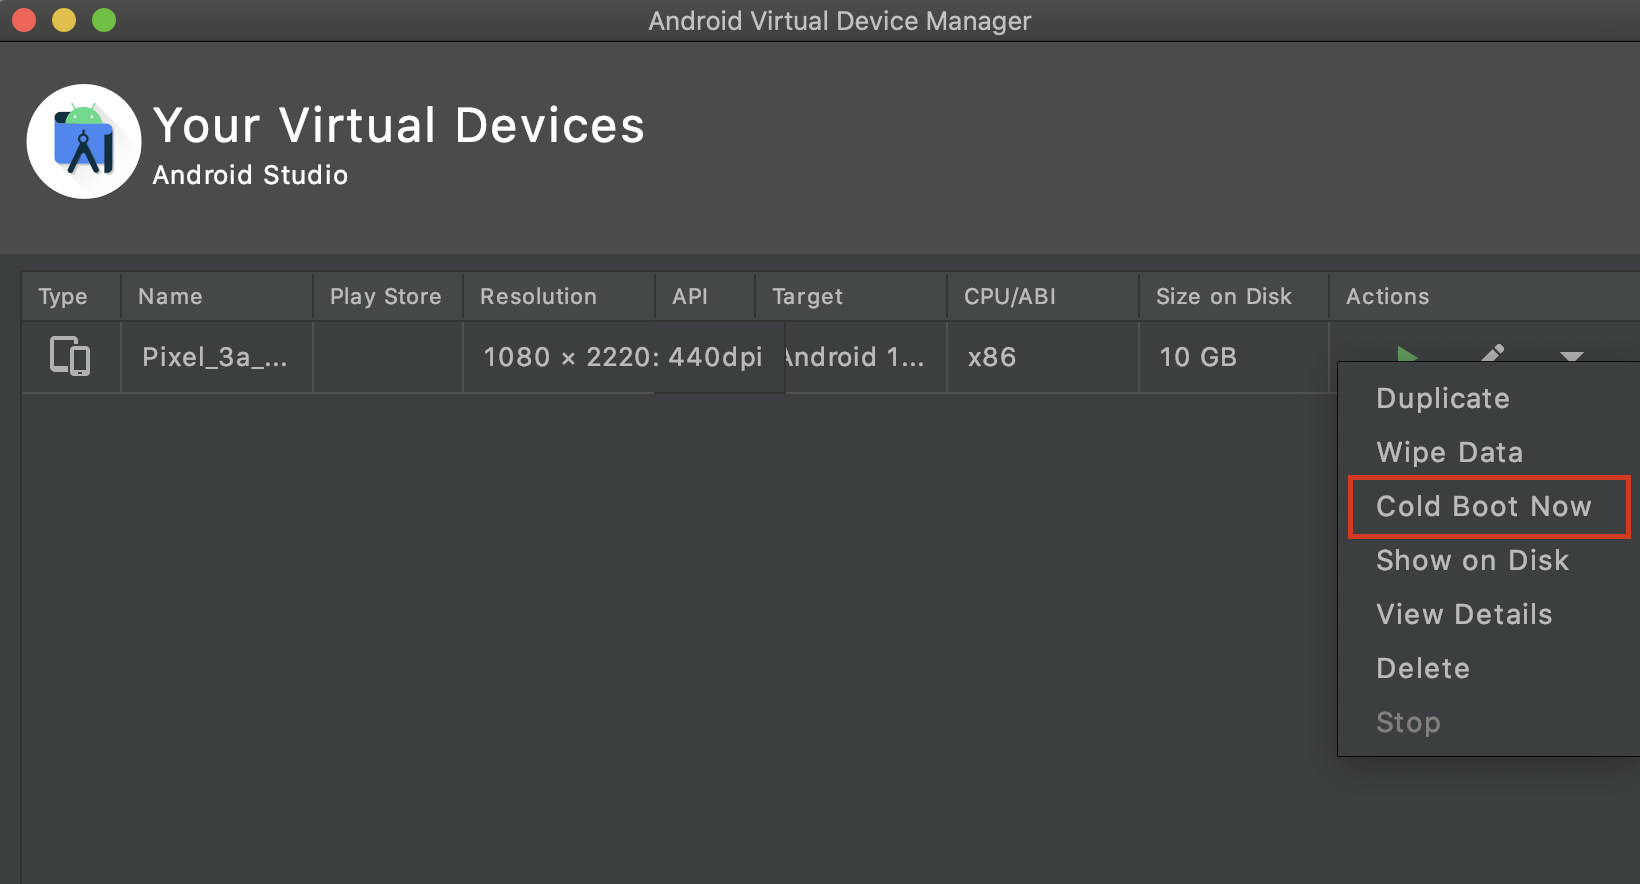 Android Virtual Device Manager
Your Virtual Devices
Android Studio
Type Name Play Store Resolution API Target CPU/ABI Size on Disk Actions
Pixel_3a_... 1080 × 2220: 440dpi Android 1... x86 10 GB
Duplicate
Wipe Data
Cold Boot Now
Show on Disk
View Details
Delete
Stop